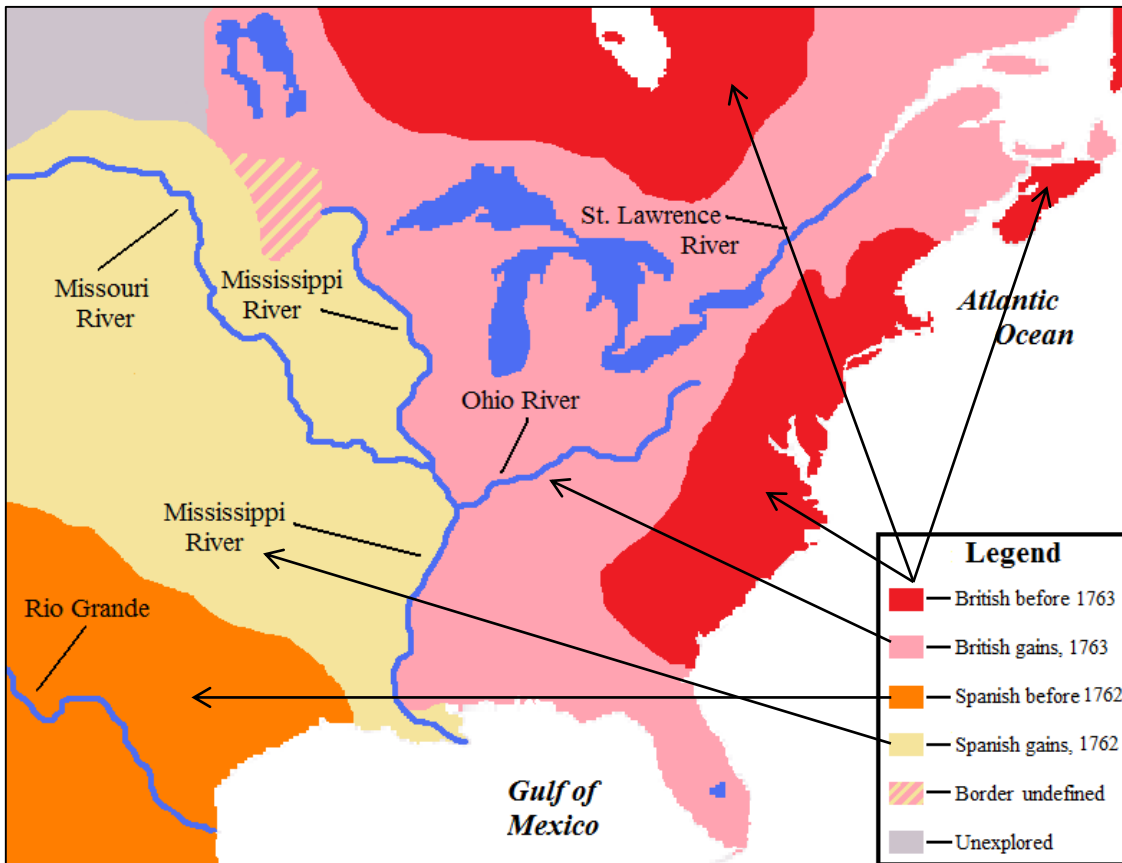 St. Lawrence
River
Missouri
River
Mississippi
River
Atlantic
Ocean
Ohio River
Mississippi
River
Rio Grande
Gulf of
Mexico
Legend
British before 1763
British gains, 1763
Spanish before 1762
Spanish gains, 1762
Border undefined
Unexplored